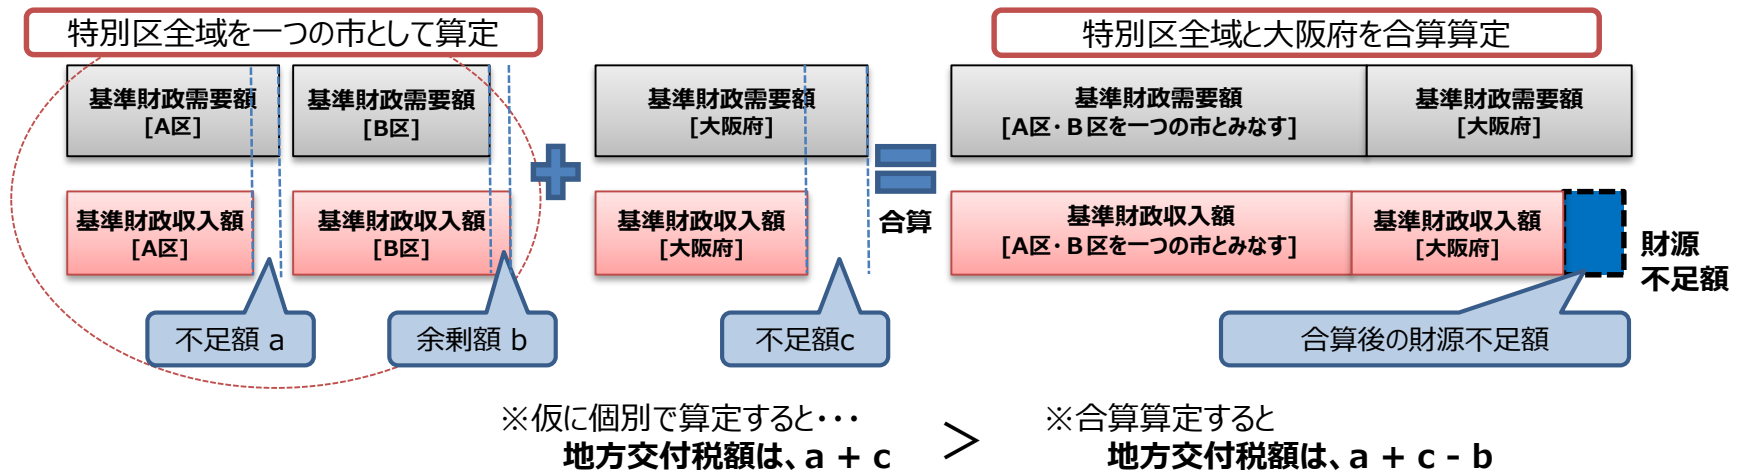 特別区全域を一つの市として算定
特別区全域と大阪府を合算算定
基準財政需要額
[A区]
基準財政需要額
[B区]
基準財政需要額
[大阪府]
基準財政需要額
[A区・B区を一つの市とみなす]
基準財政需要額
[大阪府]
基準財政収入額
[A区]
基準財政収入額
[B区]
基準財政収入額
[大阪府]
合算
基準財政収入額
[A区・B区を一つの市とみなす]
基準財政収入額
[大阪府]
財源
不足額
不足額 a
余剰額 b
不足額c
合算後の財源不足額
※仮に個別で算定すると・・・
地方交付税額は、a + c
＞
※合算算定すると
地方交付税額は、a + c - b